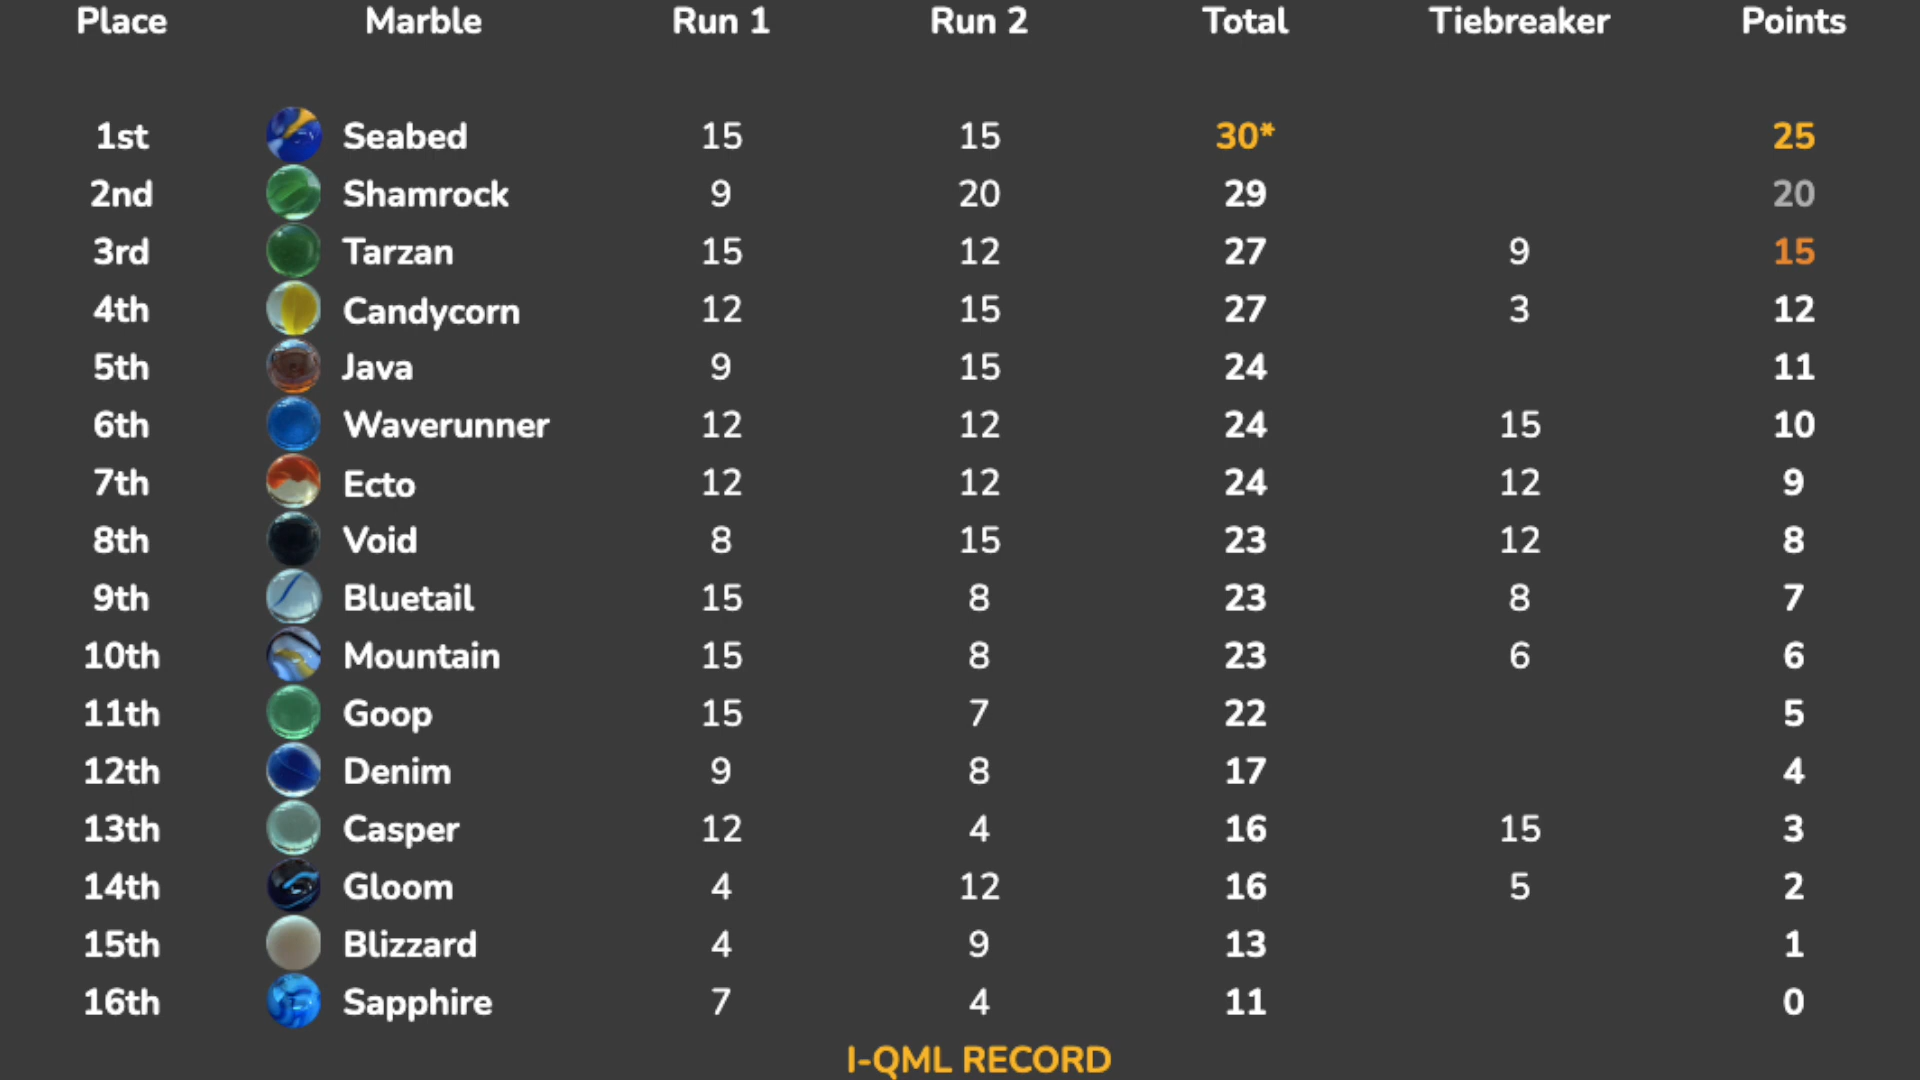 Place Marble Run 1 Run 2 Total Tiebreaker Points
1st Seabed 15 15 30* 25
2nd Shamrock 9 20 29 20
3rd Tarzan 15 12 27 9 15
4th Candycorn 12 15 27 3 12
5th Java 9 15 24 11
6th Waverunner 12 12 24 15 10
7th Ecto 12 12 24 12 9
8th Void 8 15 23 12 8
9th Bluetail 15 8 23 8 7
10th Mountain 15 8 23 6 6
11th Goop 15 7 22 5
12th Denim 9 8 17 4
13th Casper 12 4 16 15 3
14th Gloom 4 12 16 5 2
15th Blizzard 4 9 13 1
16th Sapphire 7 4 11 0
I-QML RECORD